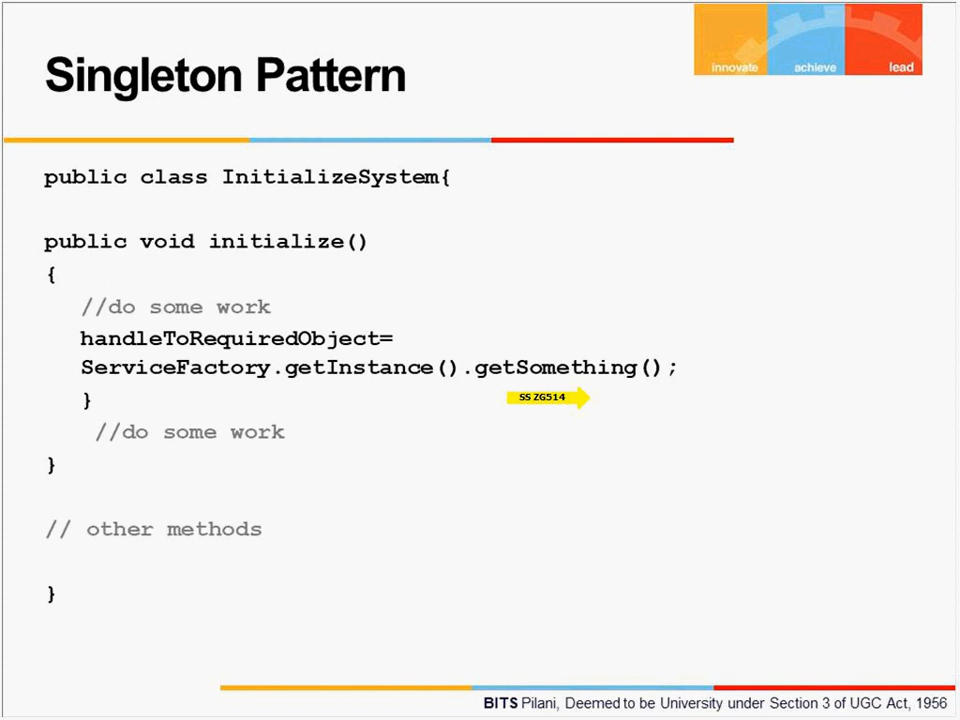 innovate achieve lead
Singleton Pattern
public class InitializeSystem{
public void initialize()
{
//do some work
handleToRequiredObject=
ServiceFactory.getInstance().getSomething();
}
SS ZG514
//do some work
}
// other methods
}
BITS Pilani, Deemed to be University under Section 3 of UGC Act, 1956